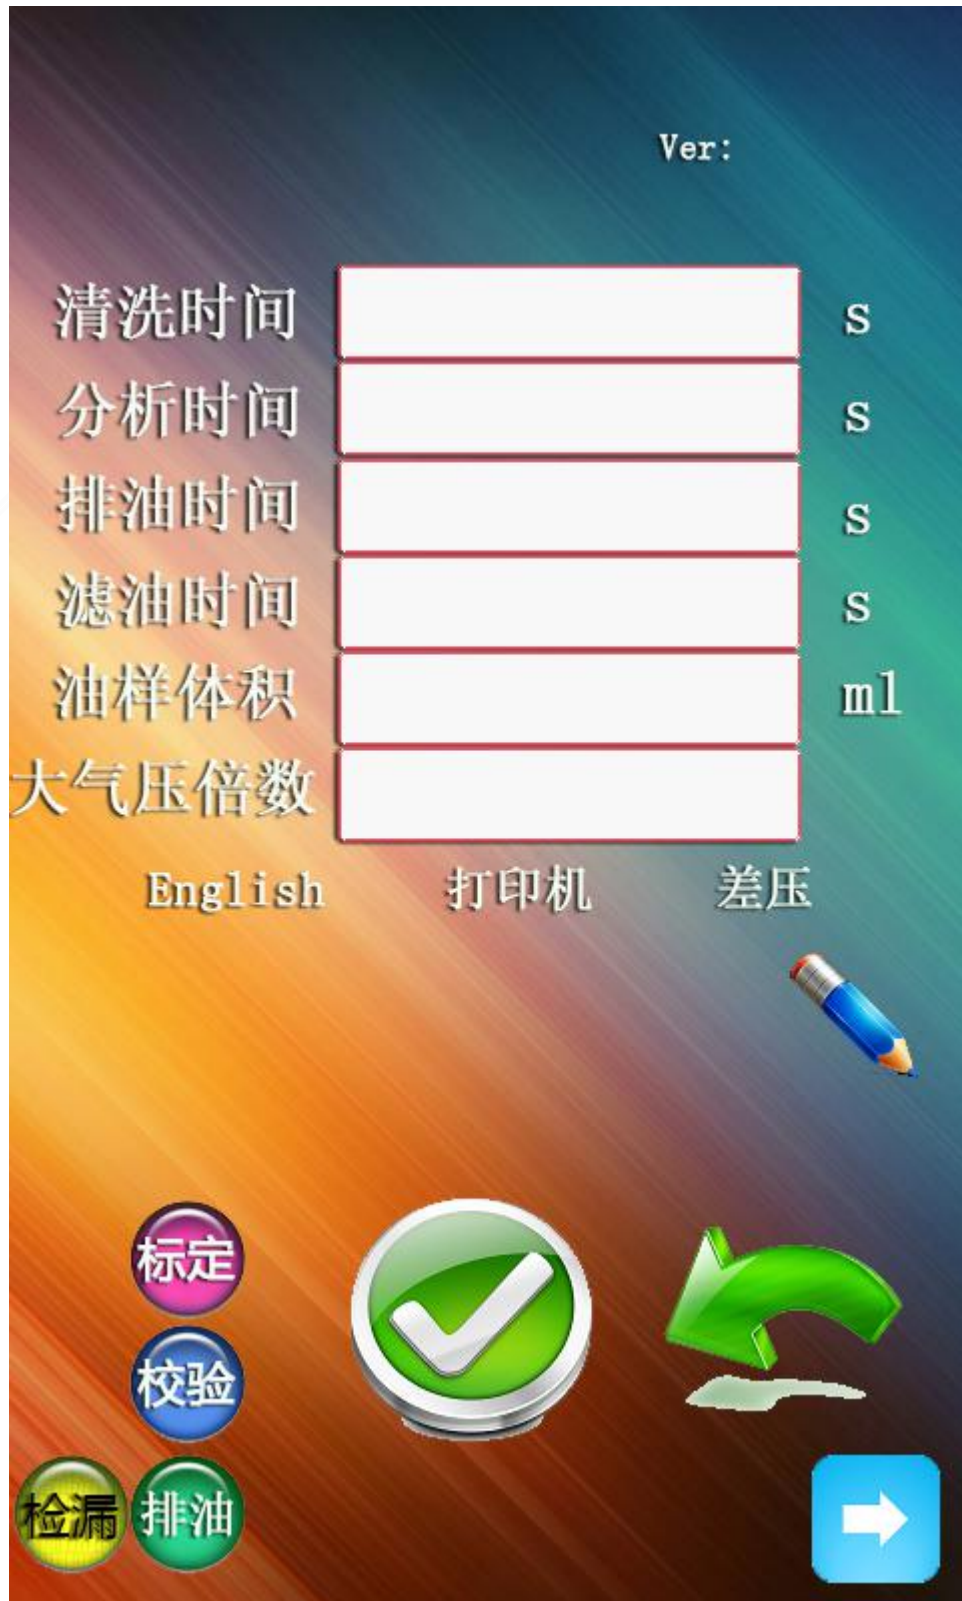 Ver:
清洗时间 s
分析时间 s
排油时间 s
滤油时间 s
油样体积 ml
大气压倍数
English 打印机 差压
标定
校验
检漏 排油